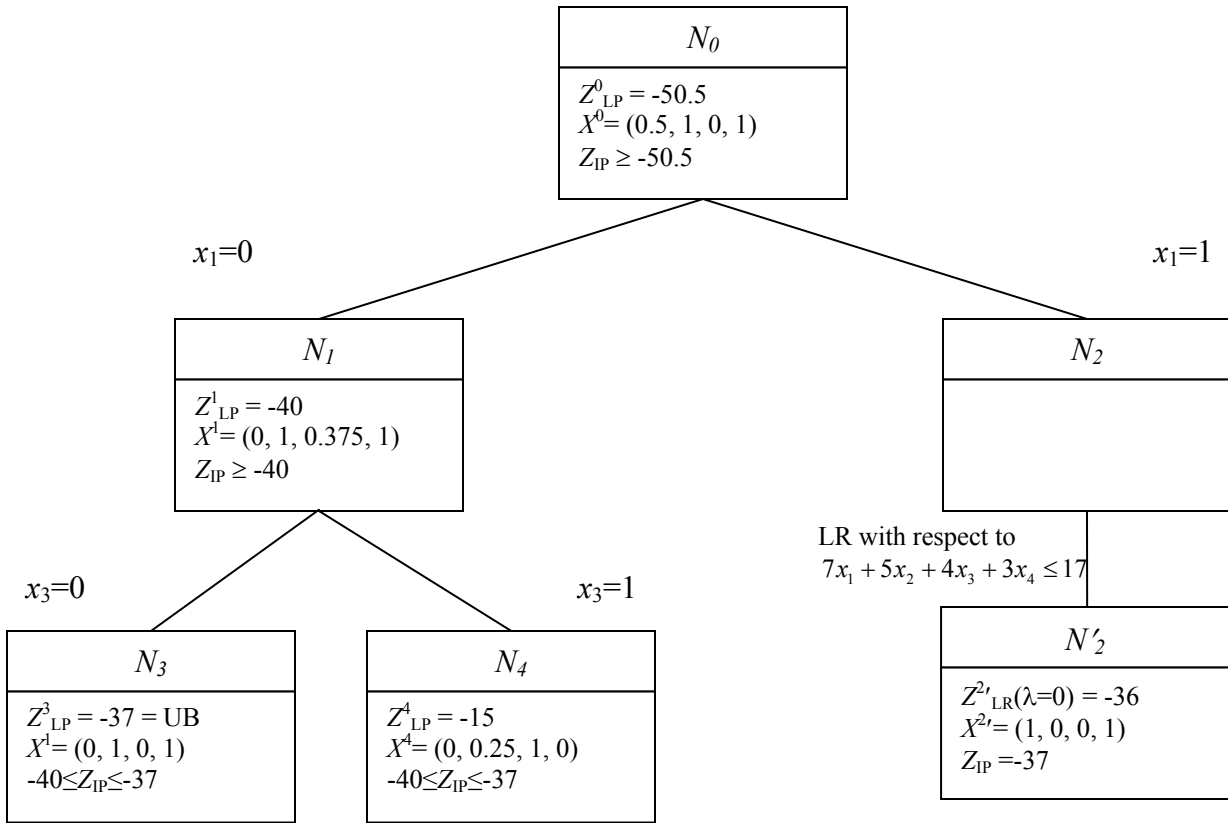 N₀
Z⁰LP = -50.5
X⁰= (0.5, 1, 0, 1)
ZIP ≥ -50.5
x₁=0
x₁=1
N₁
Z¹LP = -40
X¹= (0, 1, 0.375, 1)
ZIP ≥ -40
N₂
LR with respect to
7x₁ + 5x₂ + 4x₃ + 3x₄ ≤ 17
x₃=0
x₃=1
N₃
Z³LP = -37 = UB
X¹= (0, 1, 0, 1)
-40≤ZIP≤-37
N₄
Z⁴LP = -15
X⁴= (0, 0.25, 1, 0)
-40≤ZIP≤-37
N′₂
Z²′LR(λ=0) = -36
X²′= (1, 0, 0, 1)
ZIP =-37